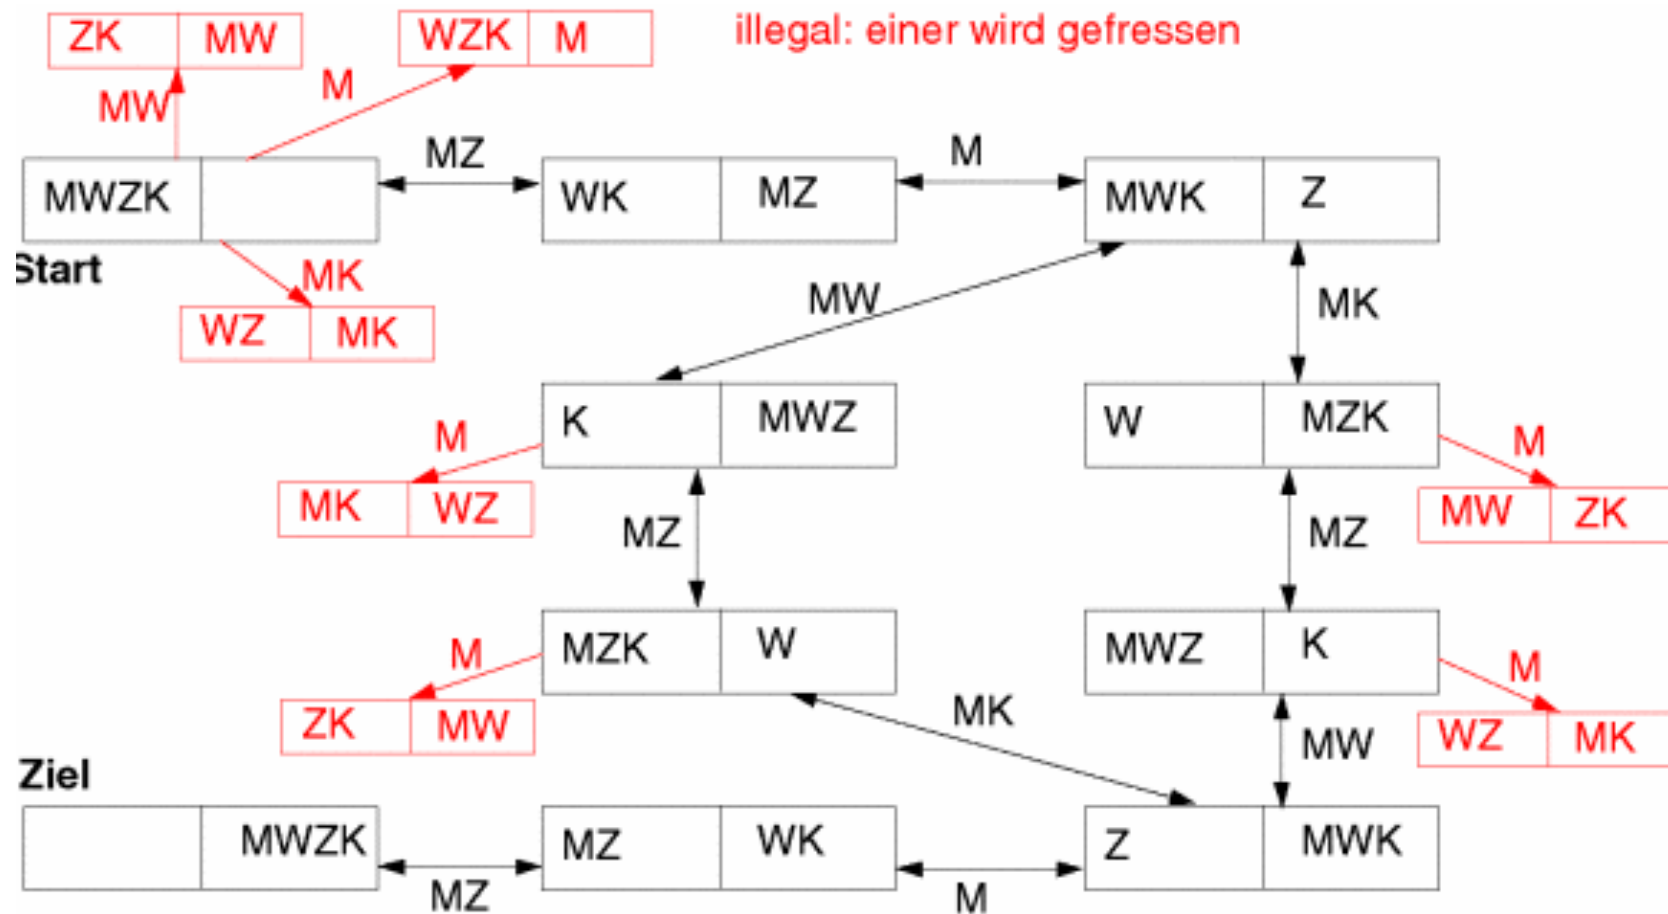 ZK MW WZK M illegal: einer wird gefressen
MW M
MZ M
MWZK WK MZ MWK Z
Start MK
WZ MK MW MK
K MWZ W MZK
M M
MK WZ MW ZK
MZ MZ
MZK W MWZ K
M M
ZK MW MK MW WZ MK
Ziel
MWZK MZ WK Z MWK
MZ M